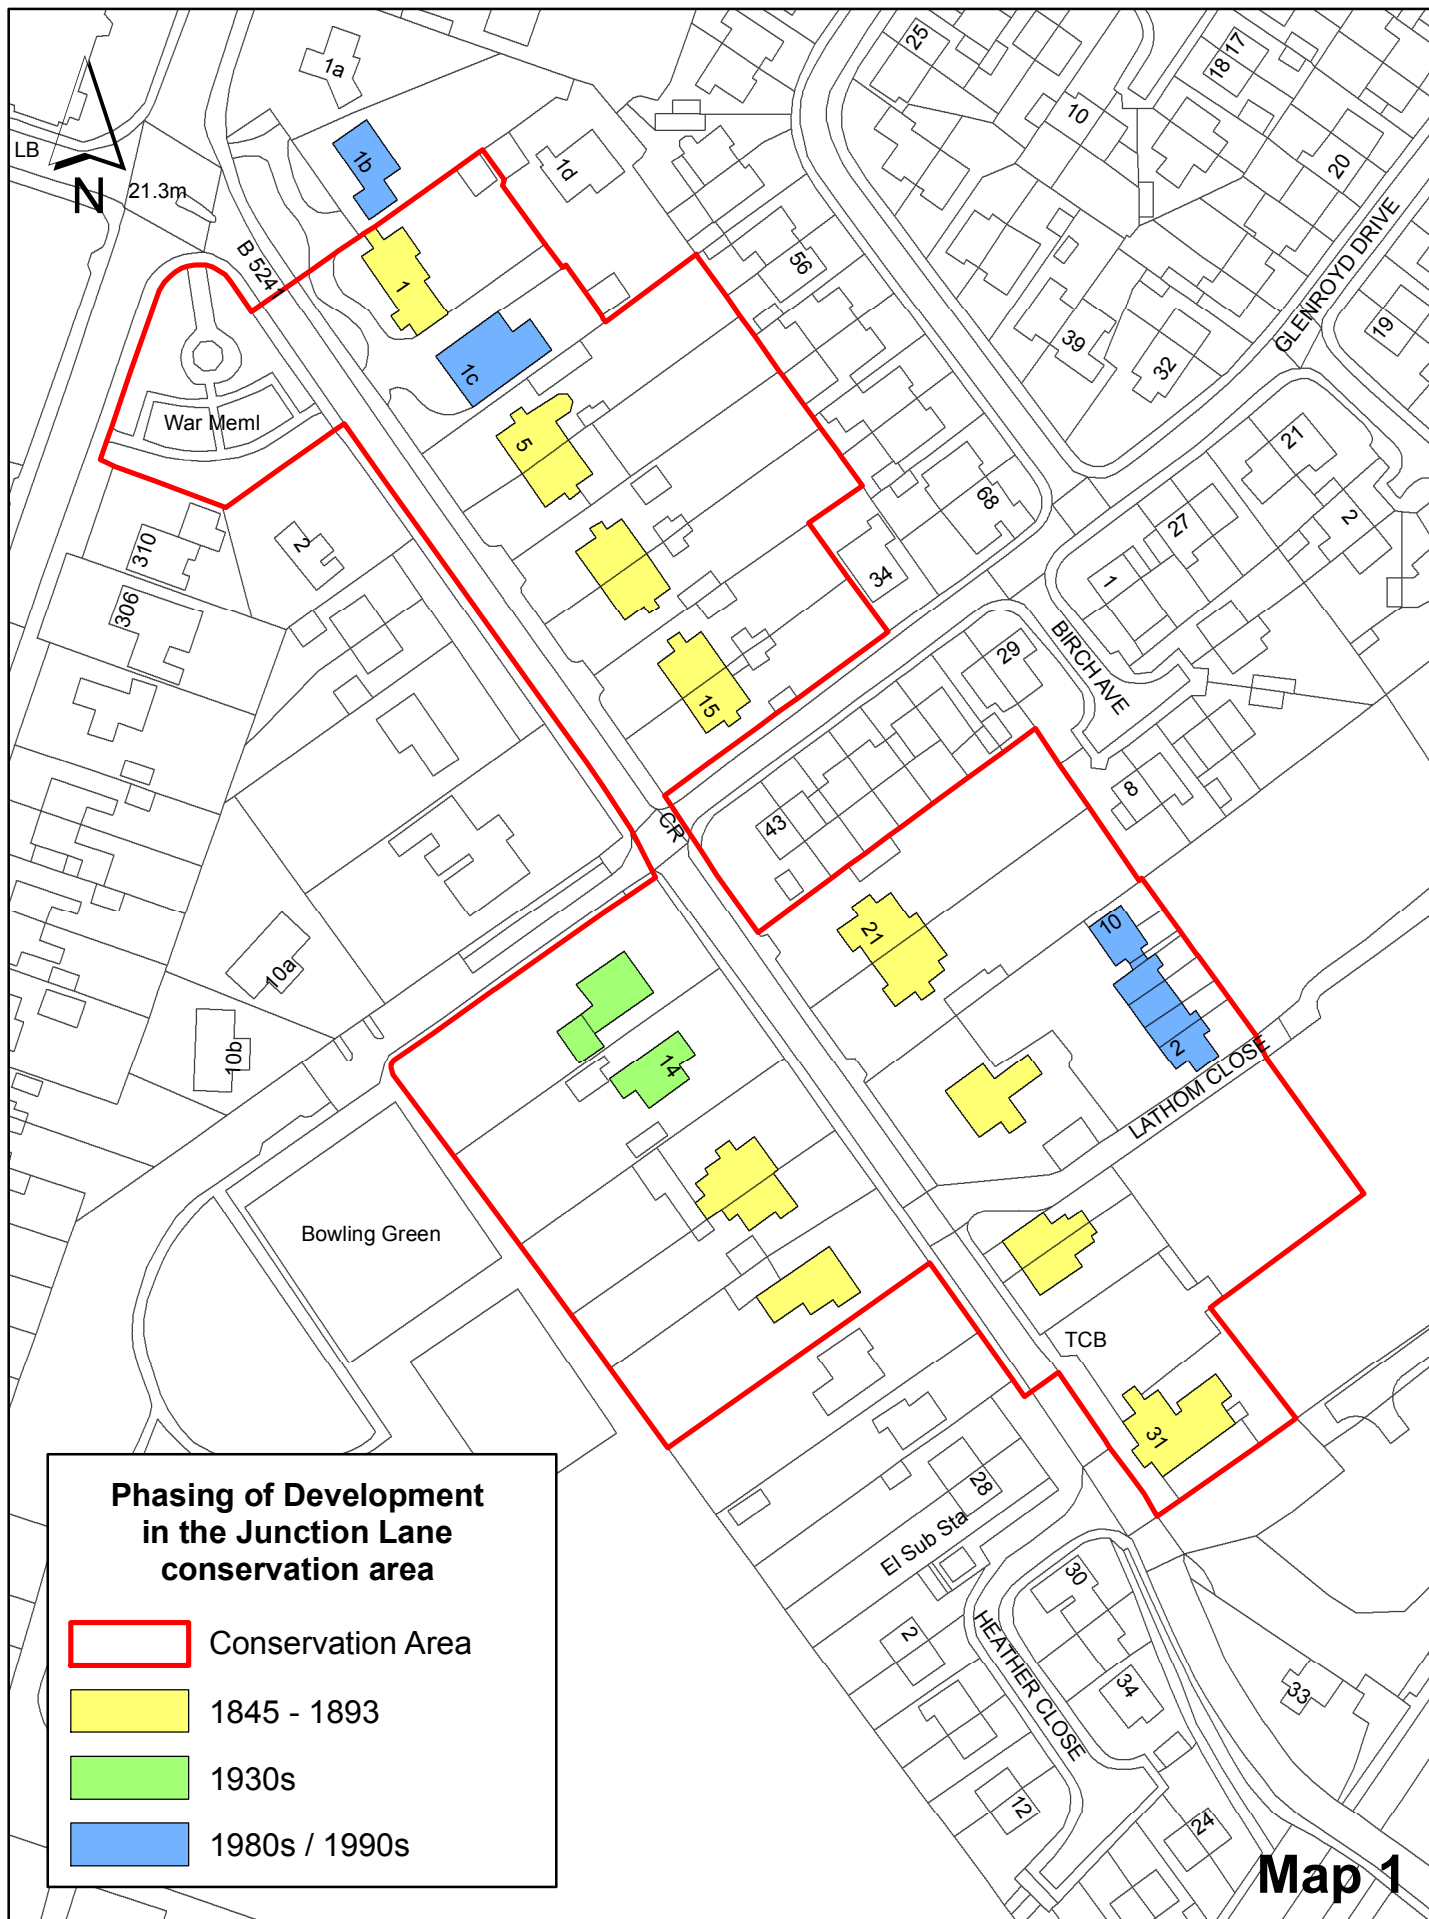 25
18 17
1a
10
LB
1b
20
N
21.3m
1d
GLENROYD DRIVE
B 5241
56
1
19
39
32
1c
War Meml
5
21
68
27
2
310
2
34
1
306
29
BIRCH AVE
15
8
43
CR
21
10
10a
10b
14
2
LATHOM CLOSE
Bowling Green
TCB
31
28
El Sub Sta
30
2
HEATHER CLOSE
34
33
12
24
Phasing of Development
in the Junction Lane
conservation area
Conservation Area
1845 - 1893
1930s
1980s / 1990s
Map 1